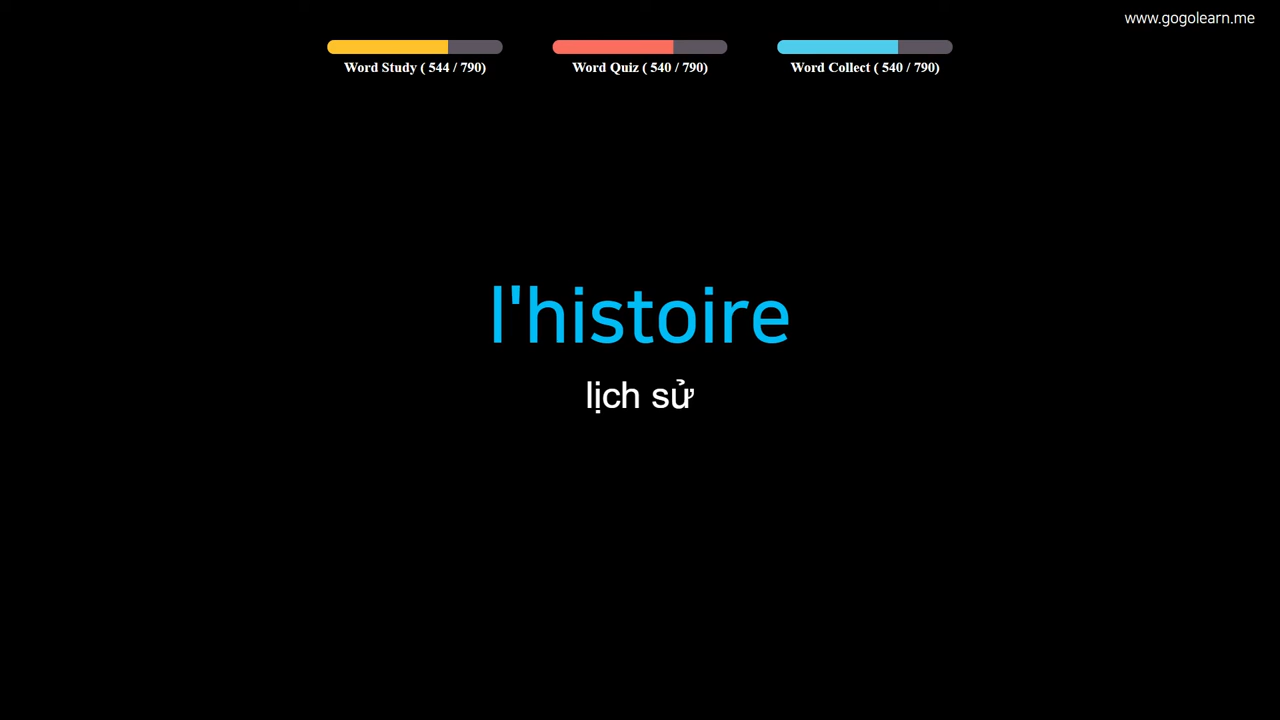 www.gogolearn.me
Word Study ( 544 / 790)
Word Quiz ( 540 / 790)
Word Collect ( 540 / 790)
l'histoire
lịch sử